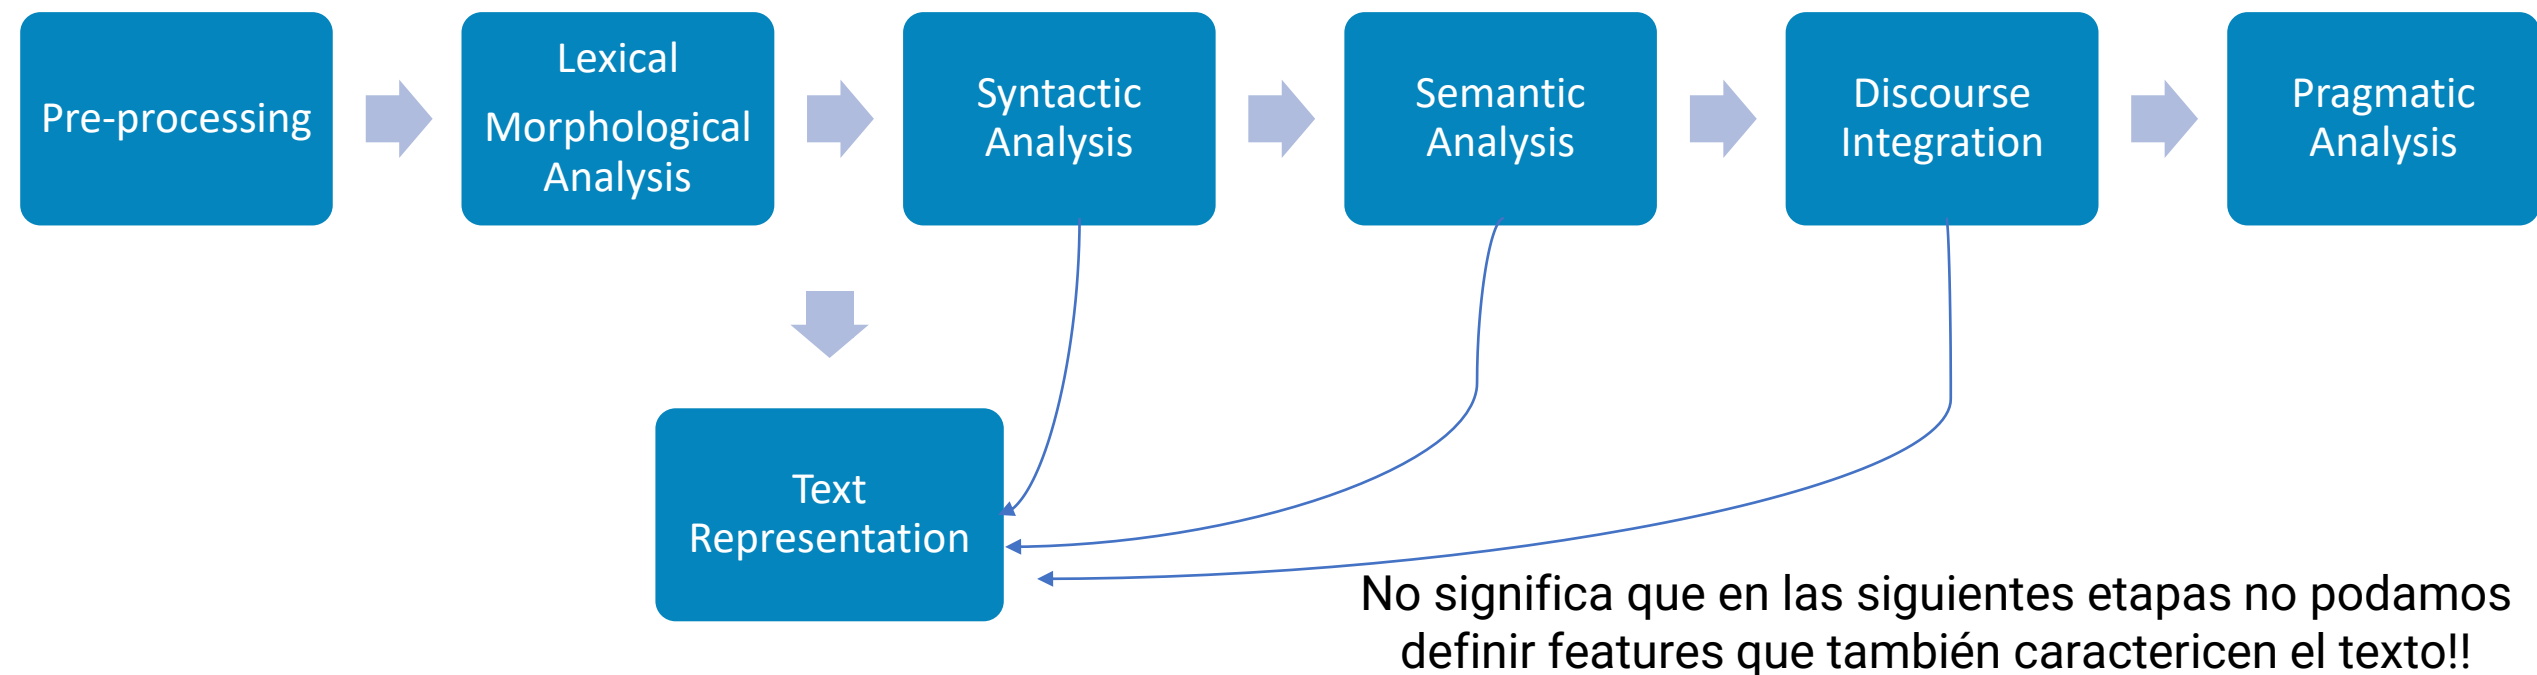 Pre-processing
Lexical
Morphological
Analysis
Syntactic
Analysis
Semantic
Analysis
Discourse
Integration
Pragmatic
Analysis
Text
Representation
No significa que en las siguientes etapas no podamos
definir features que también caractericen el texto!!